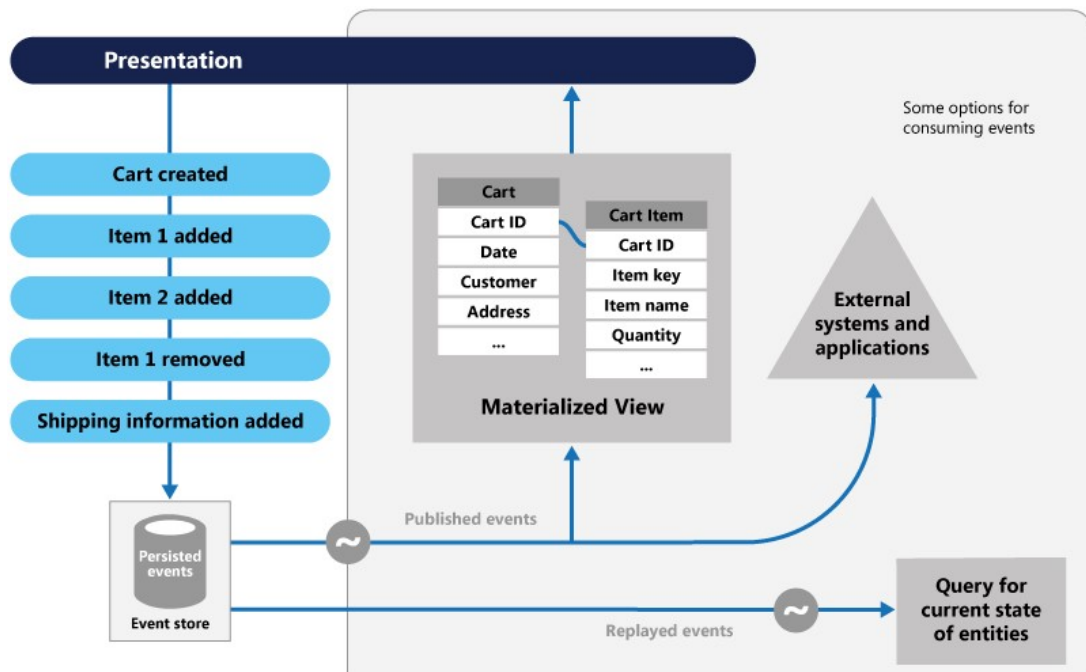 Presentation
Some options for
consuming events
Cart created
Item 1 added
Item 2 added
Item 1 removed
Shipping information added
Cart
Cart ID
Date
Customer
Address
...
Cart Item
Cart ID
Item key
Item name
Quantity
...
Materialized View
External
systems and
applications
Persisted
events
Event store
Published events
~
Replayed events
~
Query for
current state
of entities